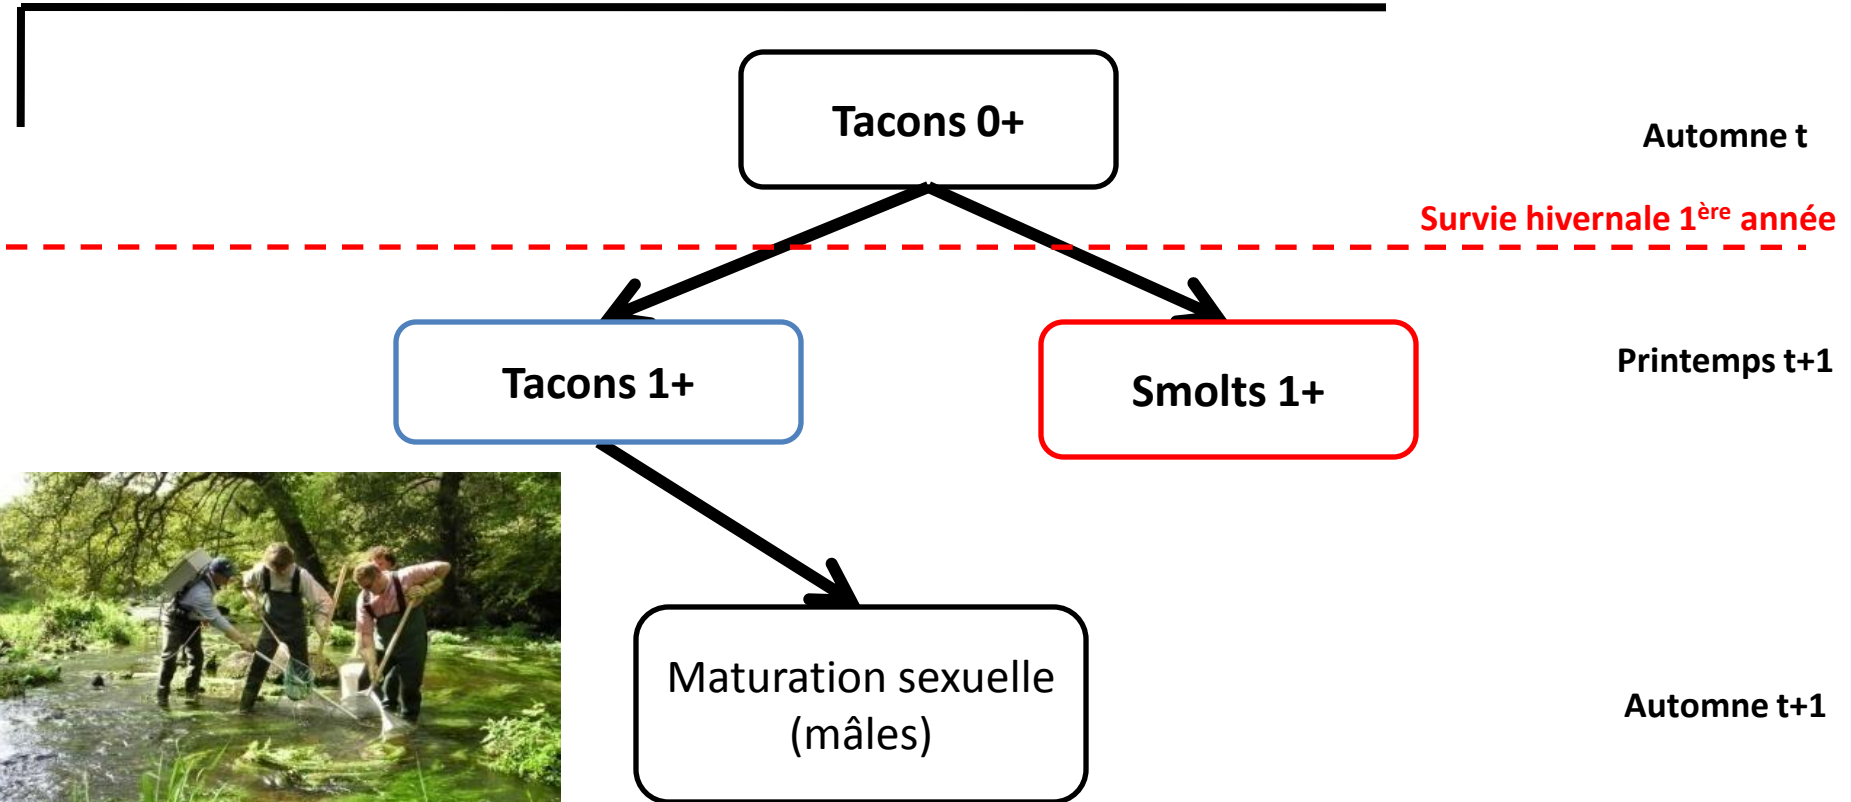 Tacons 0+
Automne t
Survie hivernale 1ère année
Tacons 1+
Smolts 1+
Printemps t+1
Maturation sexuelle
(mâles)
Automne t+1